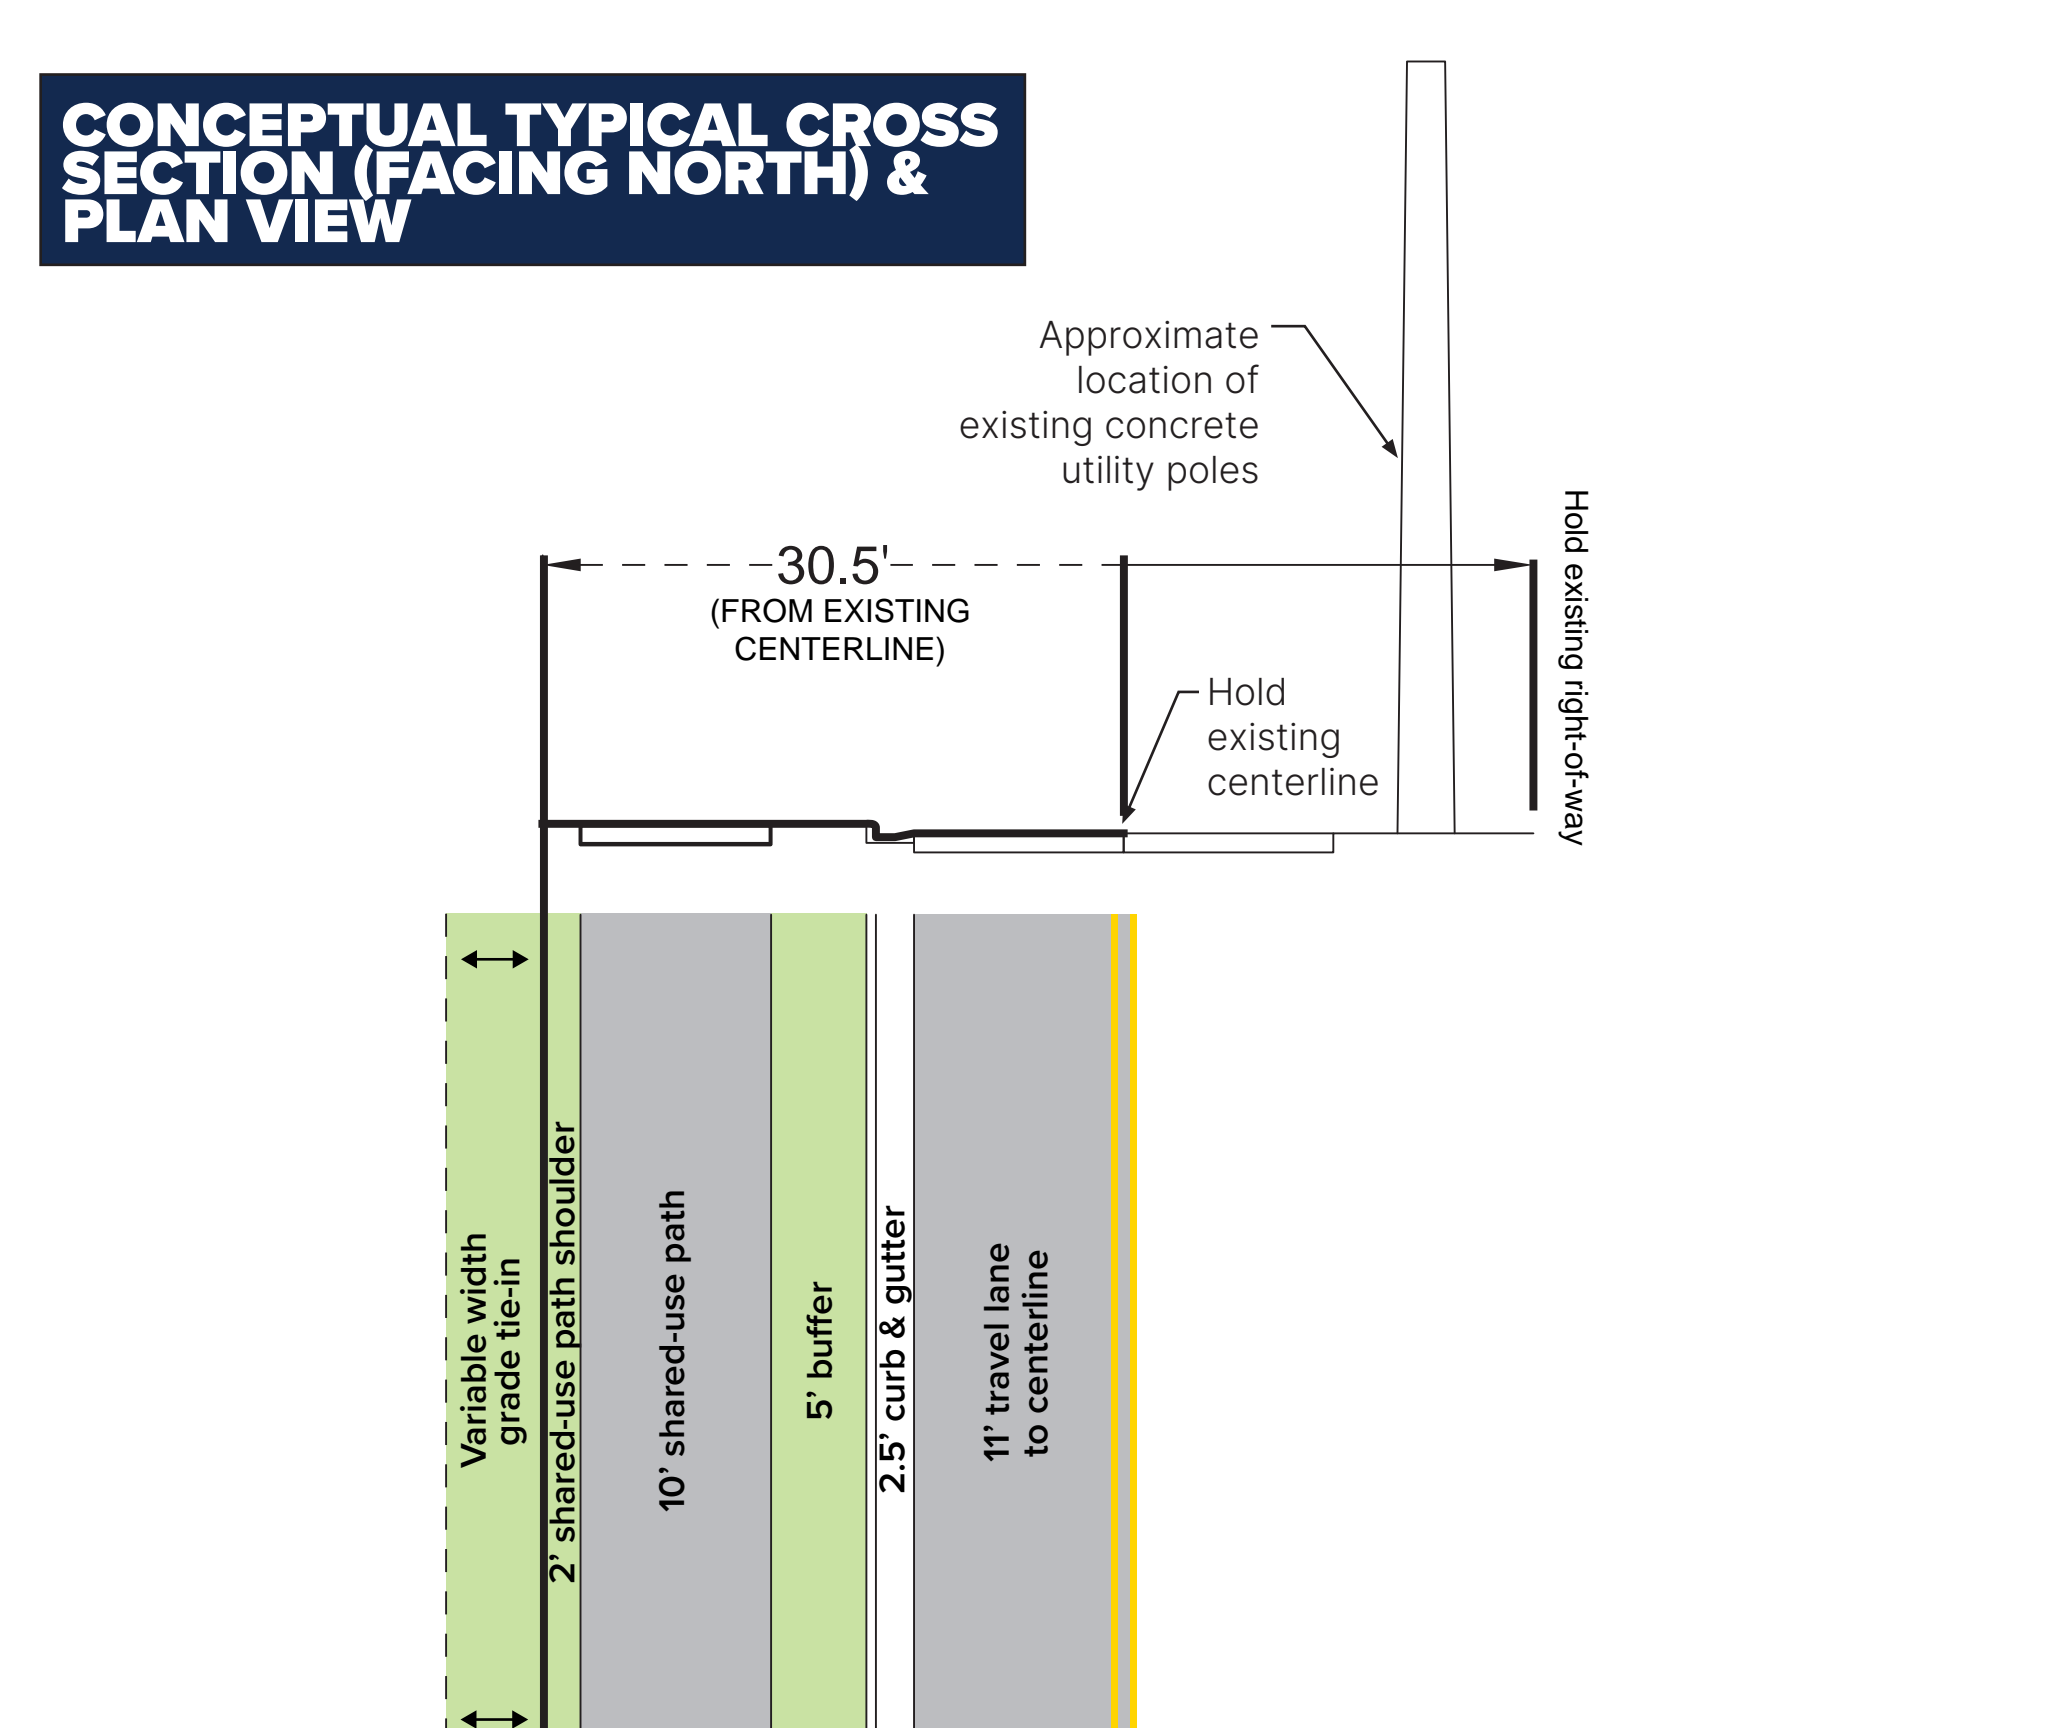 CONCEPTUAL TYPICAL CROSS
SECTION (FACING NORTH) &
PLAN VIEW
Approximate
location of
existing concrete
utility poles
Hold existing right-of-way
30.5'
(FROM EXISTING
CENTERLINE)
Hold
existing
centerline
Variable width
grade tie-in
2’ shared-use path shoulder
10’ shared-use path
5’ buffer
2.5’ curb & gutter
11’ travel lane
to centerline